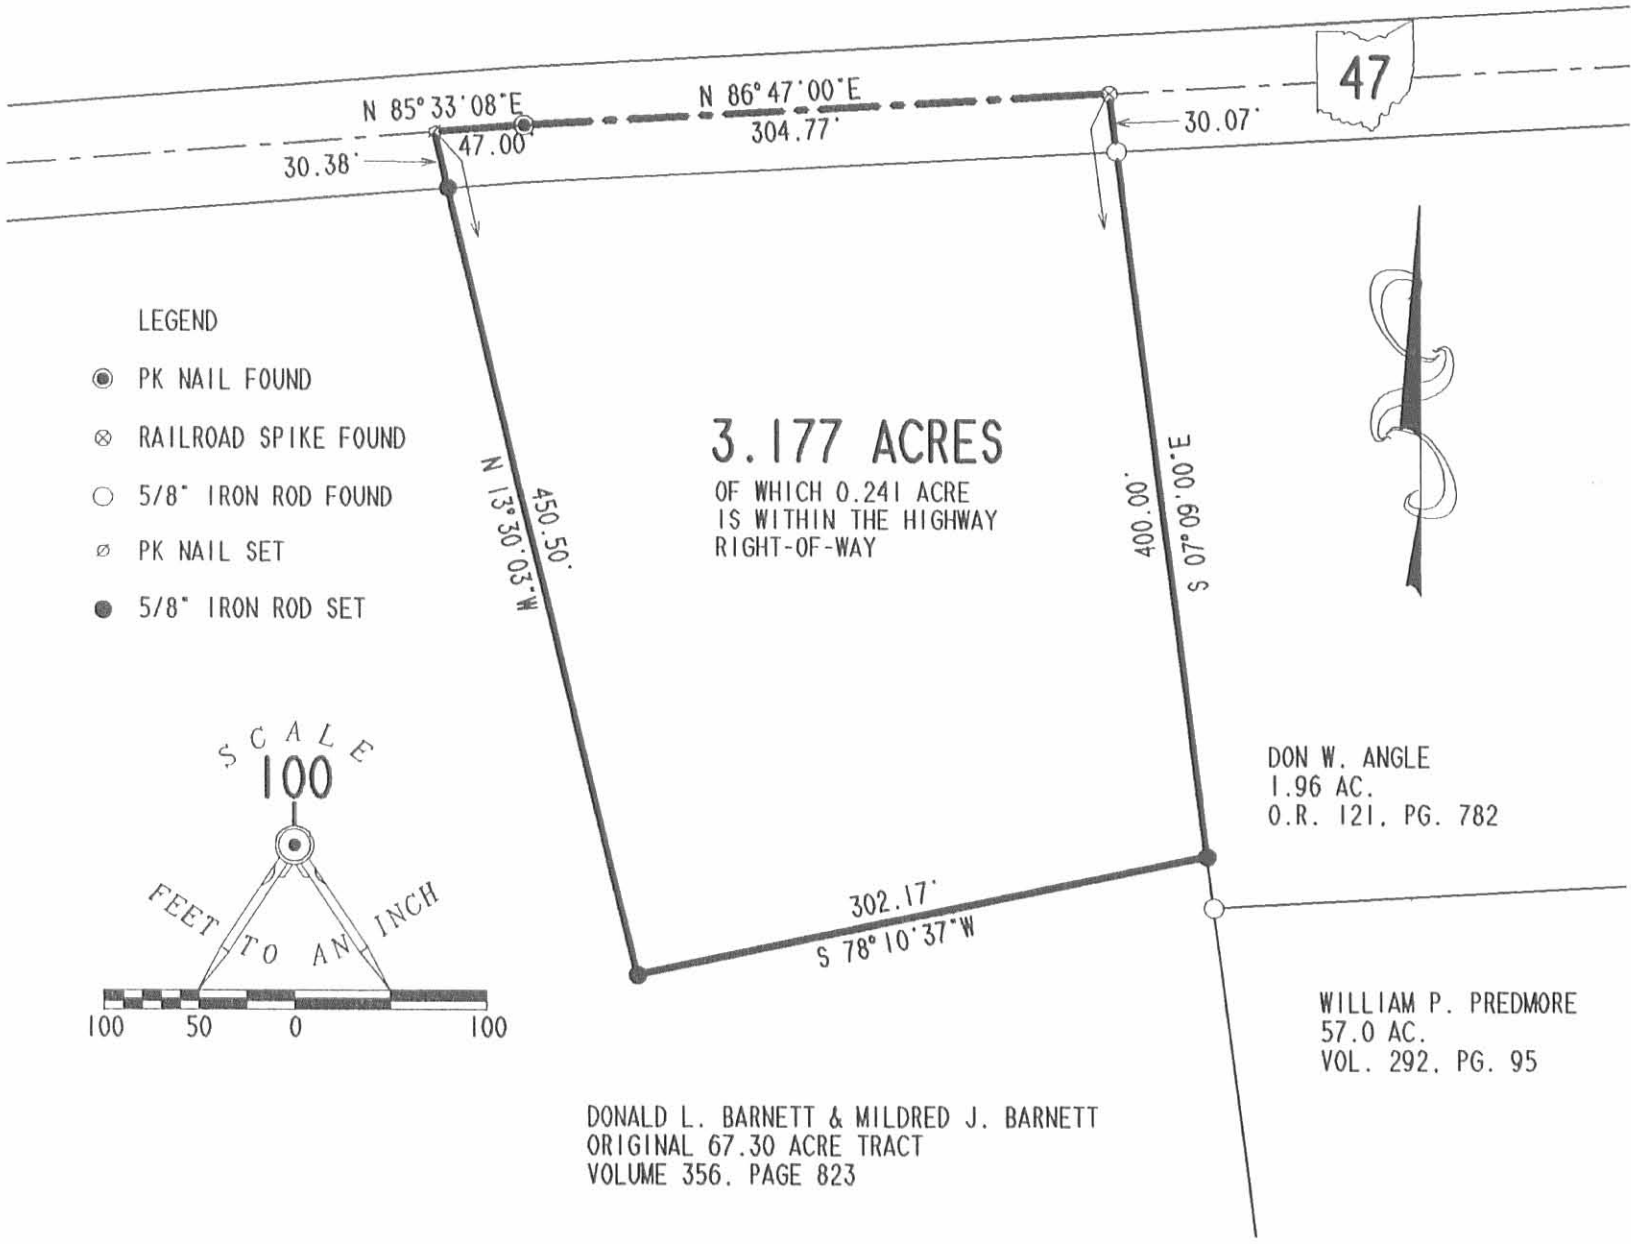 47
N 85°33'08"E
N 86°47'00"E
47.00'
304.77'
30.07'
30.38'
LEGEND
PK NAIL FOUND
RAILROAD SPIKE FOUND
5/8" IRON ROD FOUND
PK NAIL SET
5/8" IRON ROD SET
3.177 ACRES
OF WHICH 0.241 ACRE
IS WITHIN THE HIGHWAY
RIGHT-OF-WAY
450.50'
N 13°30'03"W
400.00'
S 07°09'00"E
SCALE
100
FEET TO AN INCH
100 50 0 100
302.17'
S 78°10'37"W
DON W. ANGLE
1.96 AC.
O.R. 121, PG. 782
WILLIAM P. PREDMORE
57.0 AC.
VOL. 292, PG. 95
DONALD L. BARNETT & MILDRED J. BARNETT
ORIGINAL 67.30 ACRE TRACT
VOLUME 356, PAGE 823